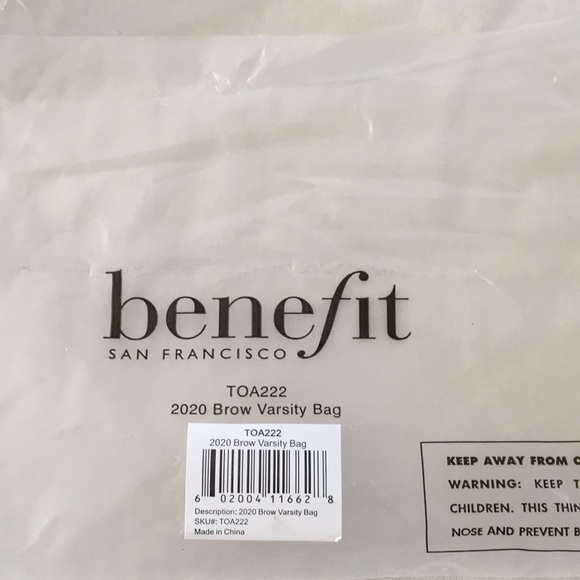 benefit
SAN FRANCISCO
TOA222
2020 Brow Varsity Bag
TOA222
2020 Brow Varsity Bag
6 02004 11662 8
Description: 2020 Brow Varsity Bag
SKU#: TOA222
Made in China
KEEP AWAY FROM C
WARNING: KEEP T
CHILDREN. THIS THIN
NOSE AND PREVENT B